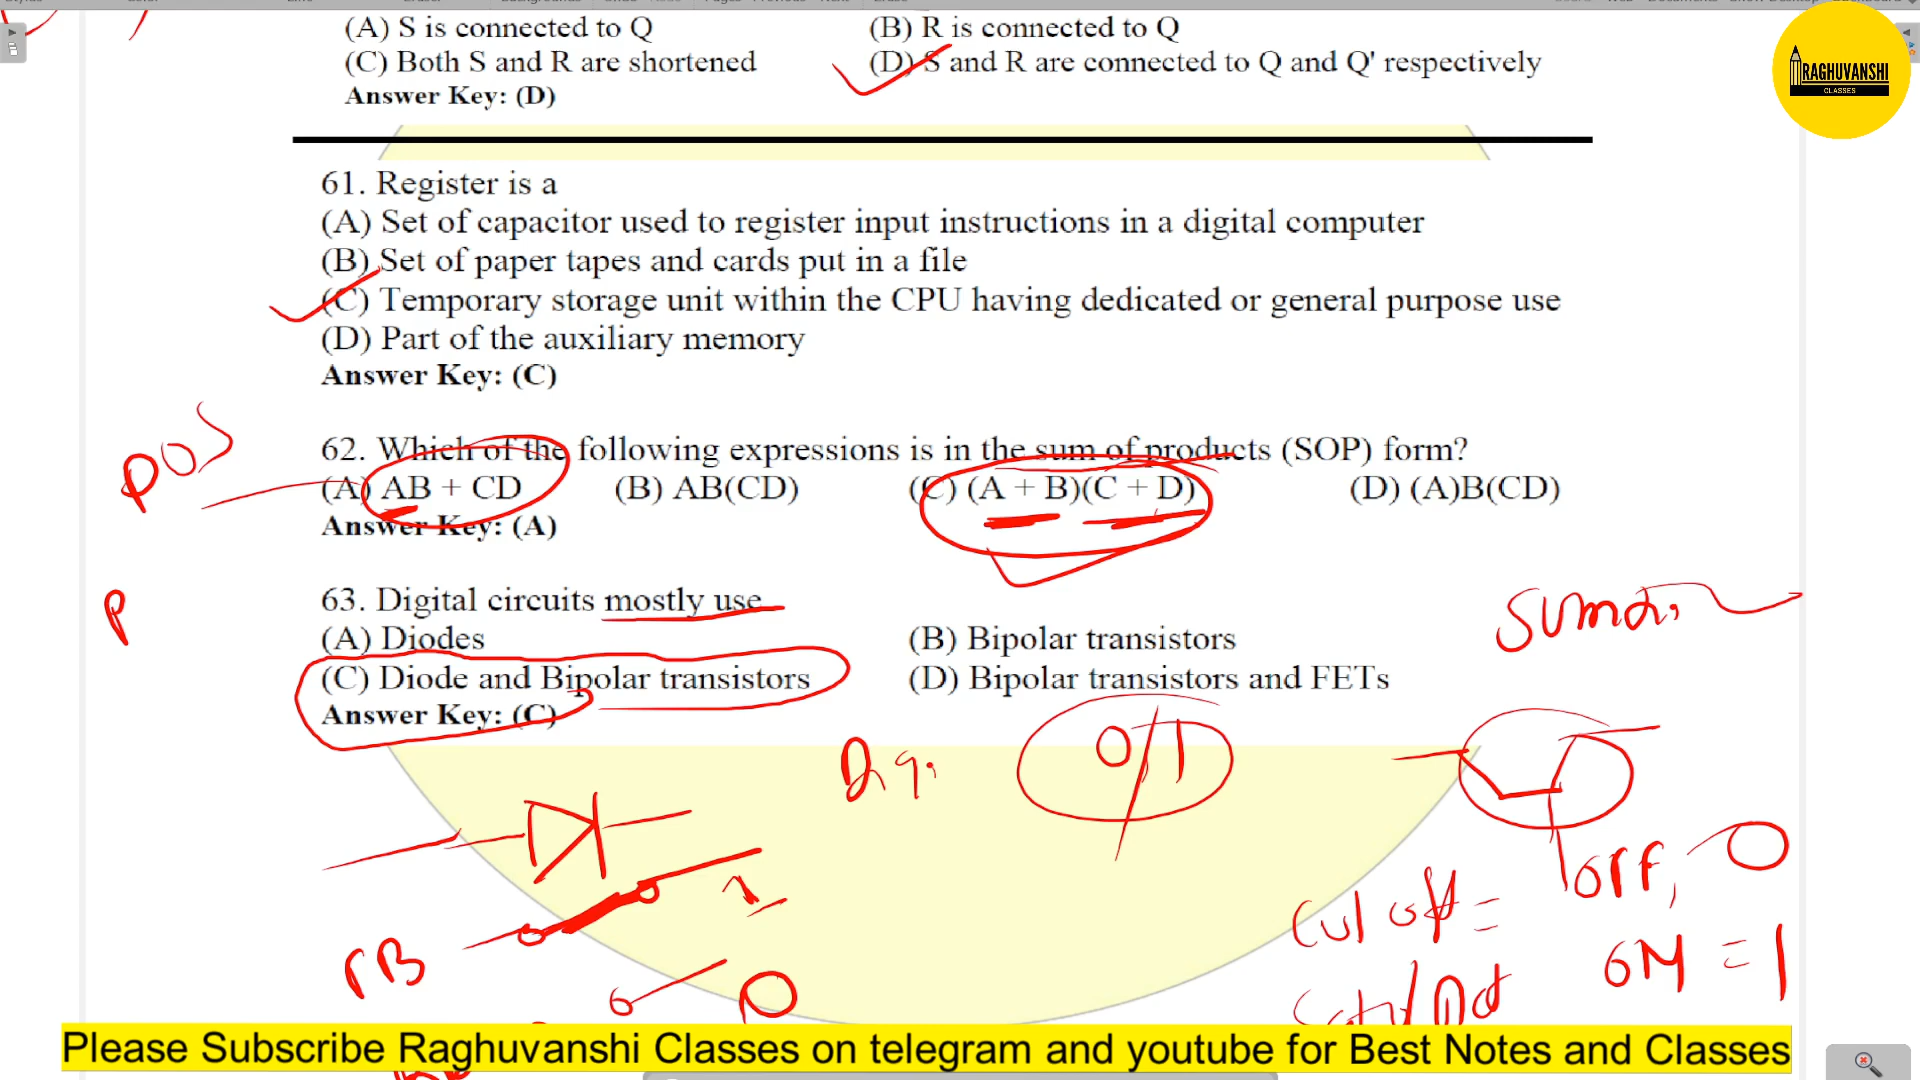 (A) S is connected to Q (B) R is connected to Q
(C) Both S and R are shortened (D) S and R are connected to Q and Q' respectively
Answer Key: (D)
RAGHUVANSHI
CLASSES
61. Register is a
(A) Set of capacitor used to register input instructions in a digital computer
(B) Set of paper tapes and cards put in a file
(C) Temporary storage unit within the CPU having dedicated or general purpose use
(D) Part of the auxiliary memory
Answer Key: (C)
POS
62. Which of the following expressions is in the sum of products (SOP) form?
(A) AB + CD (B) AB(CD) (C) (A + B)(C + D) (D) (A)B(CD)
Answer Key: (A)
P
63. Digital circuits mostly use
(A) Diodes (B) Bipolar transistors
(C) Diode and Bipolar transistors (D) Bipolar transistors and FETs
Answer Key: (C)
0/1
OFF, 0
Cut off =
ON = 1
0
Please Subscribe Raghuvanshi Classes on telegram and youtube for Best Notes and Classes